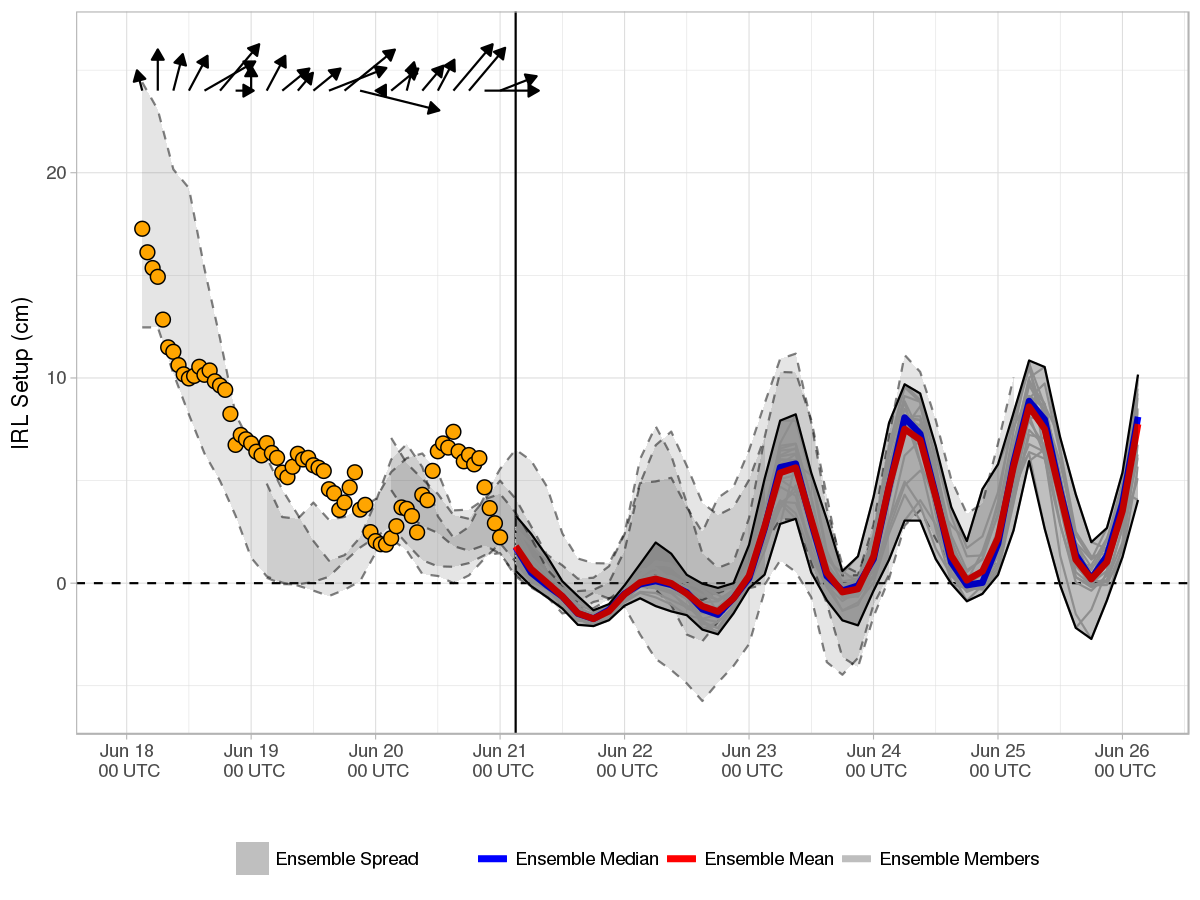 IRL Setup (cm)
20
10
0
Jun 18 Jun 19 Jun 20 Jun 21 Jun 22 Jun 23 Jun 24 Jun 25 Jun 26
00 UTC 00 UTC 00 UTC 00 UTC 00 UTC 00 UTC 00 UTC 00 UTC 00 UTC
Ensemble Spread Ensemble Median Ensemble Mean Ensemble Members